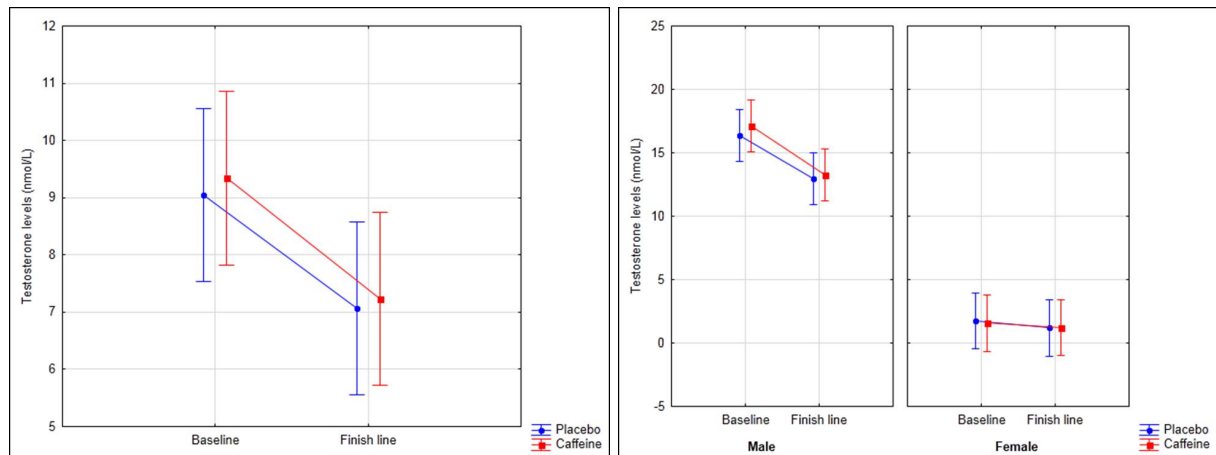 12
11
10
9
8
7
6
5
Testosterone levels (nmol/L)
Baseline Finish line
Placebo
Caffeine
25
20
15
10
5
0
-5
Testosterone levels (nmol/L)
Baseline Finish line Baseline Finish line
Male Female
Placebo
Caffeine